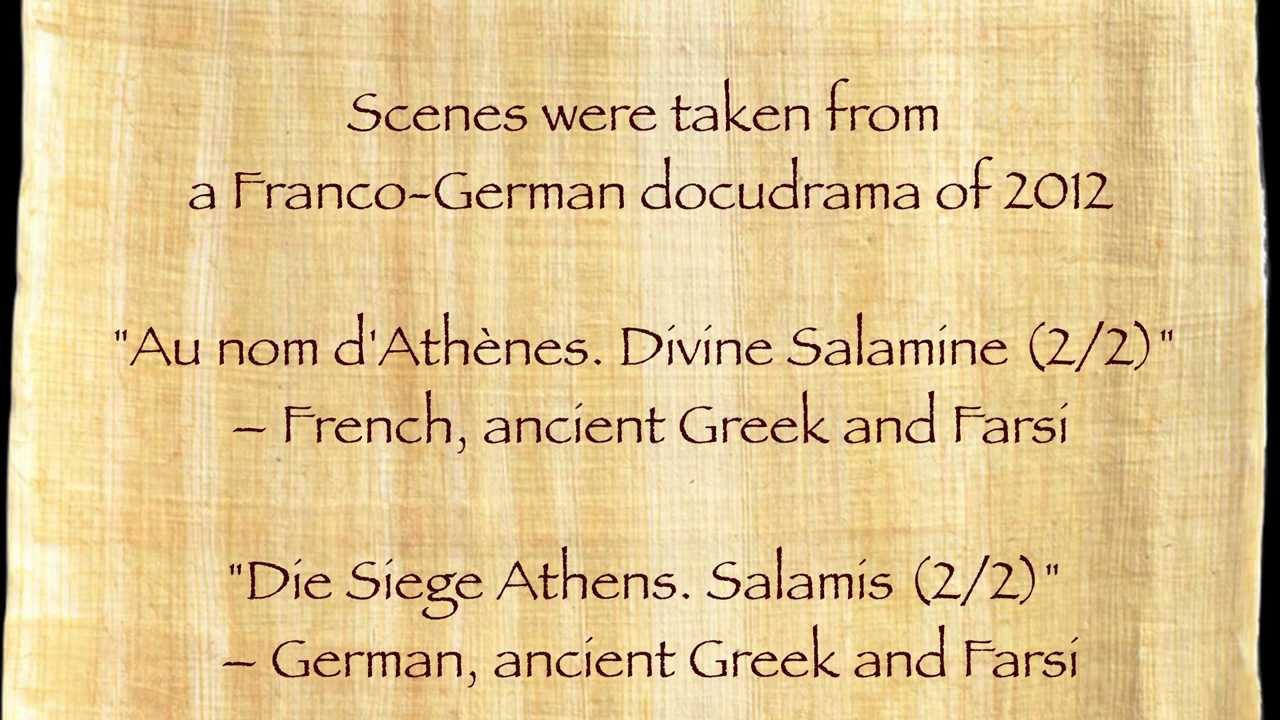 Scenes were taken from
a Franco-German docudrama of 2012
"Au nom d'Athènes. Divine Salamine (2/2)"
– French, ancient Greek and Farsi
"Die Siege Athens. Salamis (2/2)"
– German, ancient Greek and Farsi